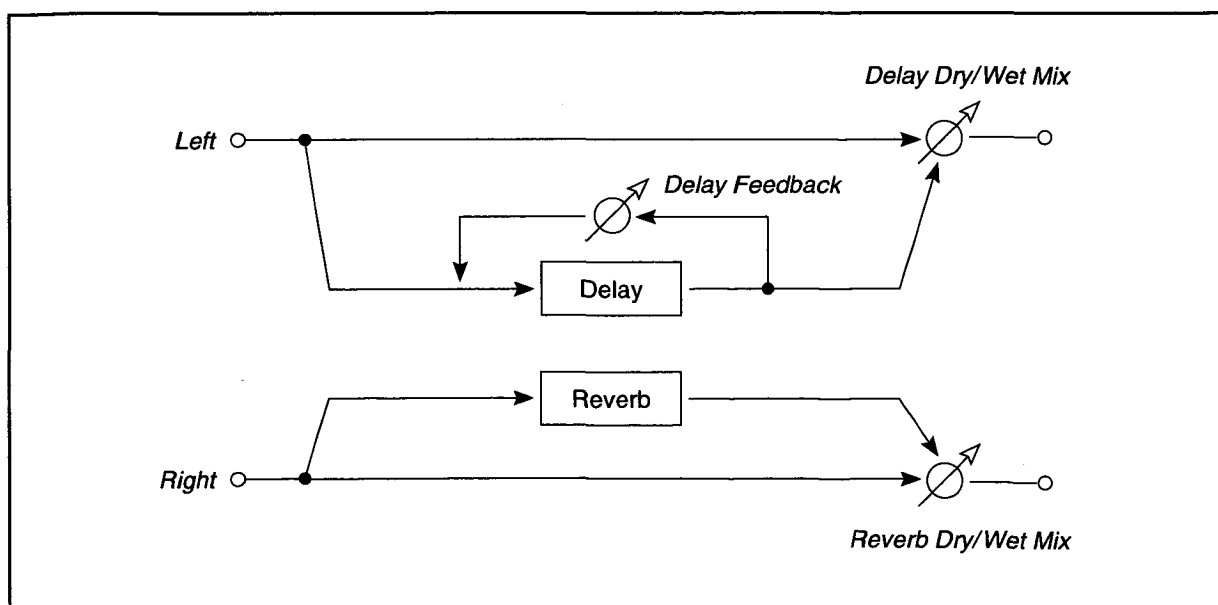 Delay Dry/Wet Mix
Left
Delay Feedback
Delay
Reverb
Right
Reverb Dry/Wet Mix